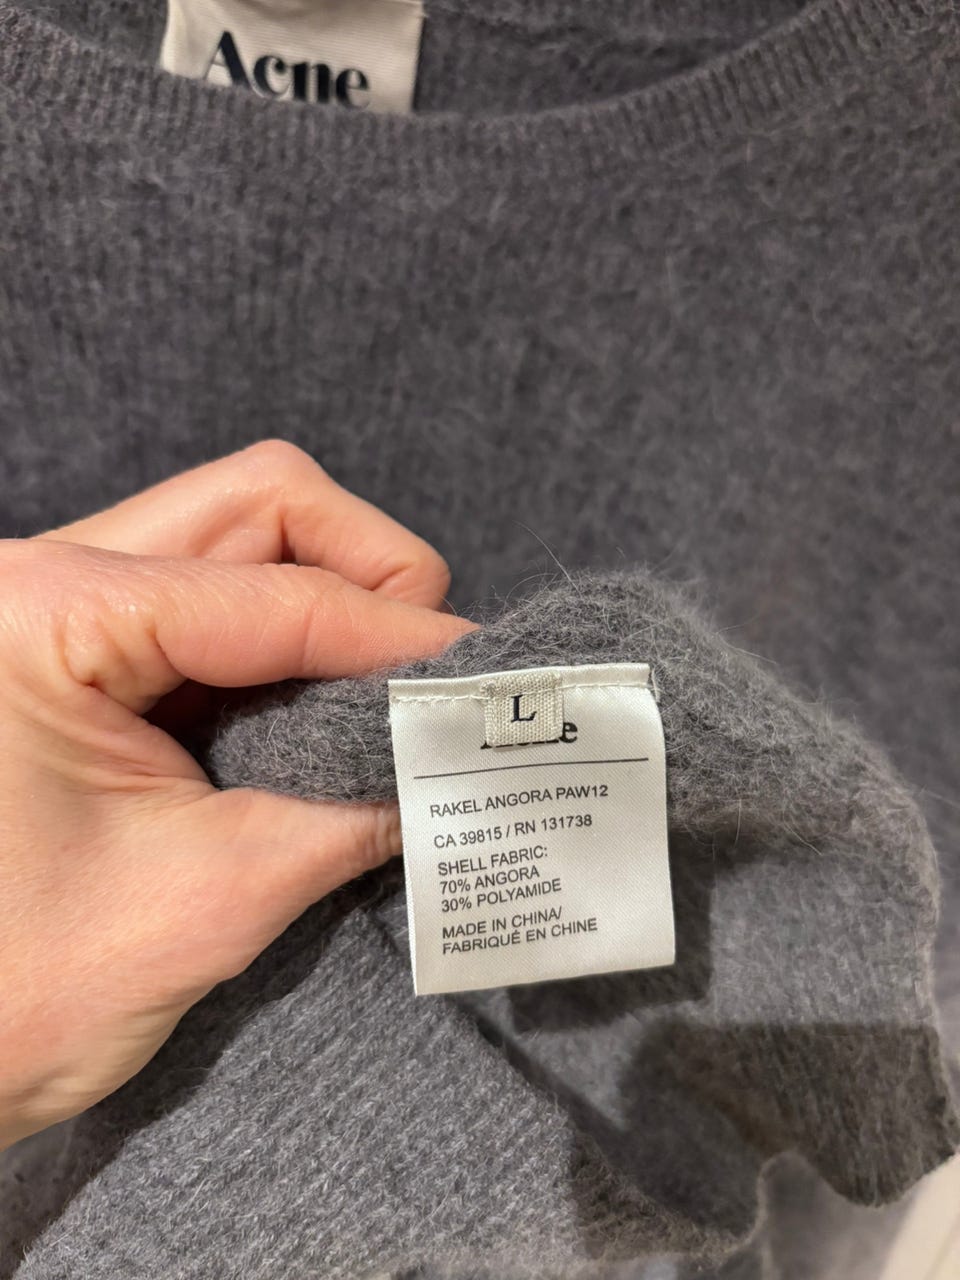 Acne
L
RAKEL ANGORA PAW12
CA 39815 / RN 131738
SHELL FABRIC:
70% ANGORA
30% POLYAMIDE
MADE IN CHINA/
FABRIQUÉ EN CHINE